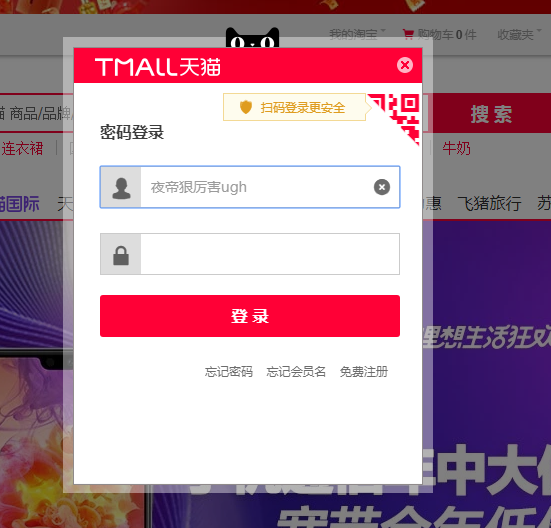 我的淘宝 购物车0件 收藏夹
TMALL天猫
扫码登录更安全
猫 商品/品牌/
搜 索
密码登录
连衣裙
牛奶
夜帝狠厉害ugh
猫国际 天
惠 飞猪旅行 苏
登 录
理想生活狂欢
忘记密码 忘记会员名 免费注册
年中大